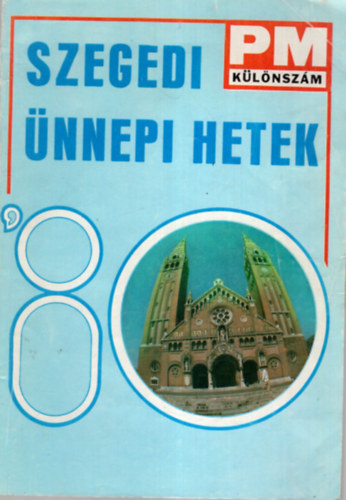 PM
KÜLÖNSZÁM
SZEGEDI
ÜNNEPI HETEK
'80